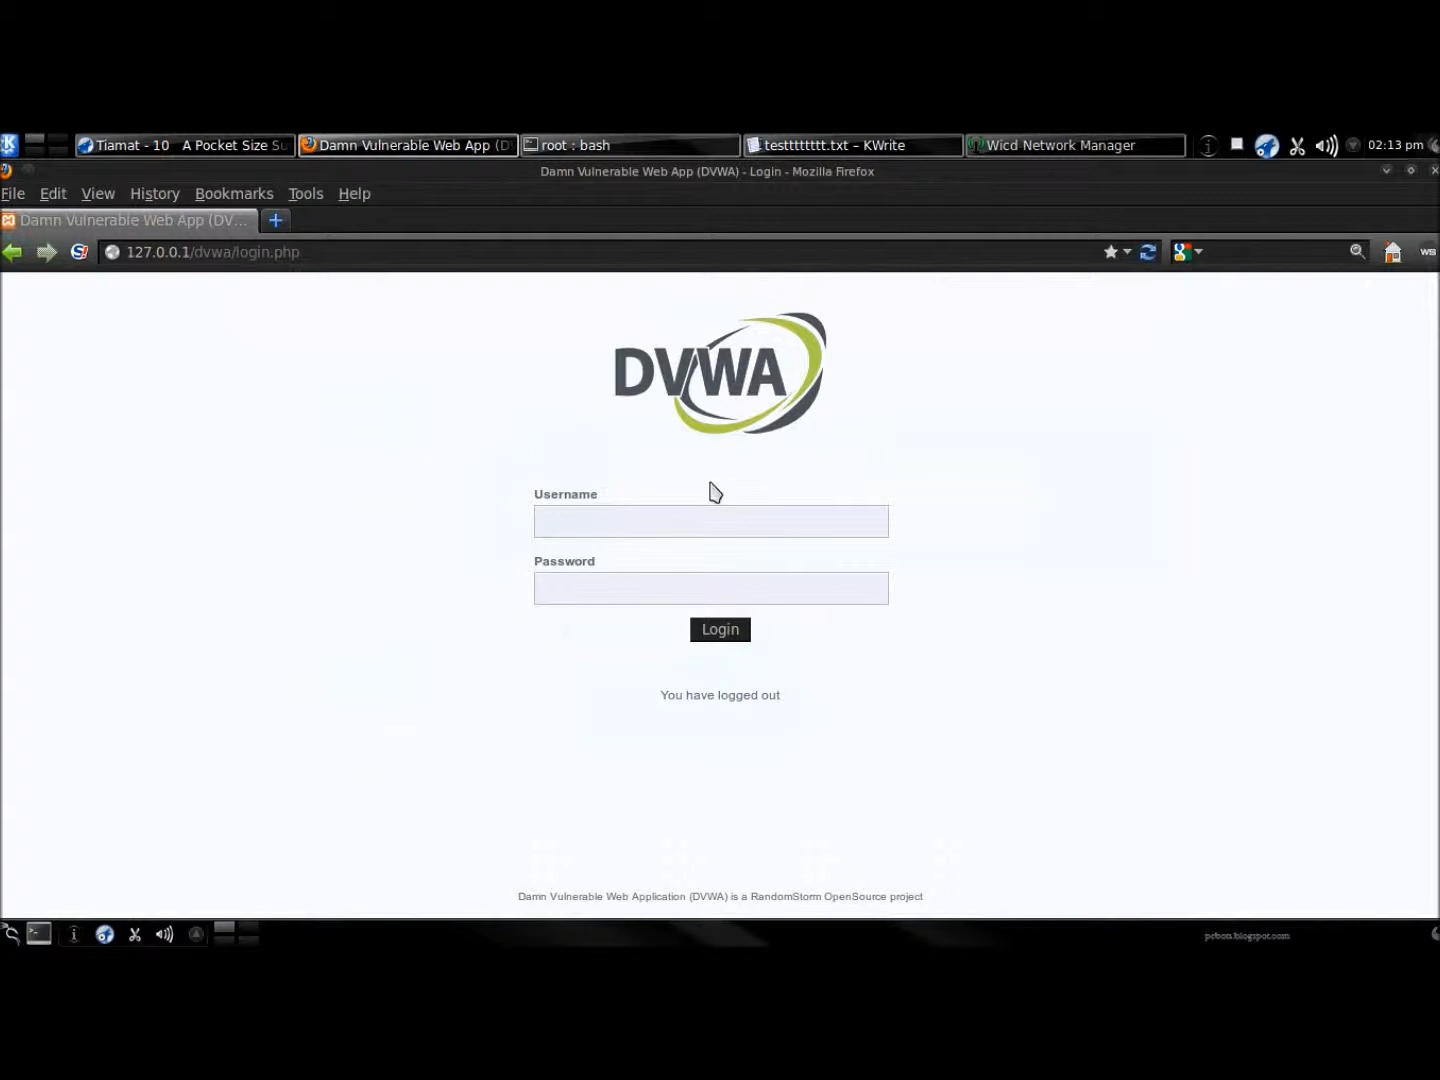 Tiamat - 10 A Pocket Size Su
Damn Vulnerable Web App (D
root : bash
testttttttt.txt – KWrite
Wicd Network Manager
02:13 pm
Damn Vulnerable Web App (DVWA) - Login - Mozilla Firefox
File Edit View History Bookmarks Tools Help
Damn Vulnerable Web App (DV...
127.0.0.1/dvwa/login.php
DVWA
Username
Password
Login
You have logged out
Damn Vulnerable Web Application (DVWA) is a RandomStorm OpenSource project